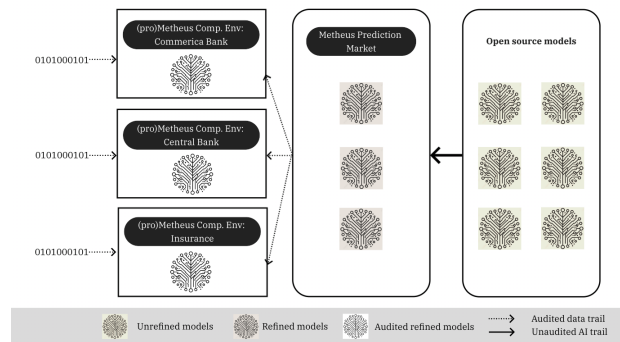 (pro)Metheus Comp. Env:
Commerica Bank
0101000101
(pro)Metheus Comp. Env:
Central Bank
0101000101
(pro)Metheus Comp. Env:
Insurance
0101000101
Metheus Prediction
Market
Open source models
Unrefined models
Refined models
Audited refined models
Audited data trail
Unaudited AI trail